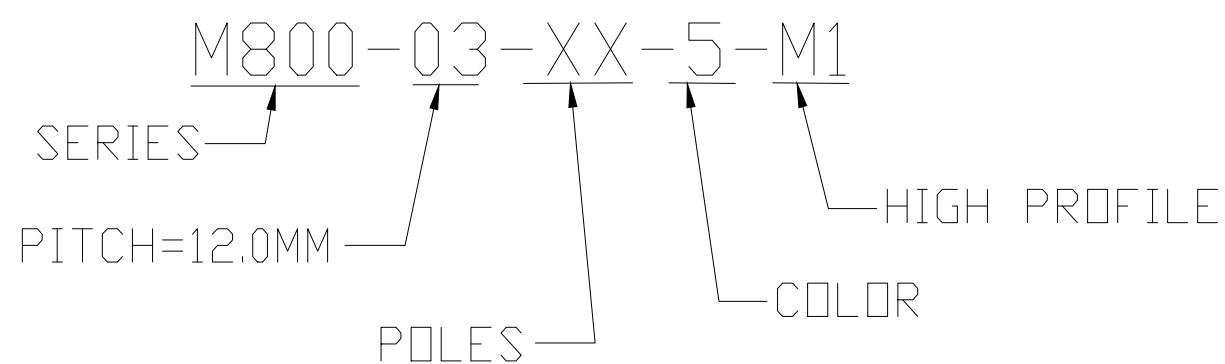 M800-03-XX-5-M1
SERIES
HIGH PROFILE
PITCH=12.0MM
COLOR
POLES